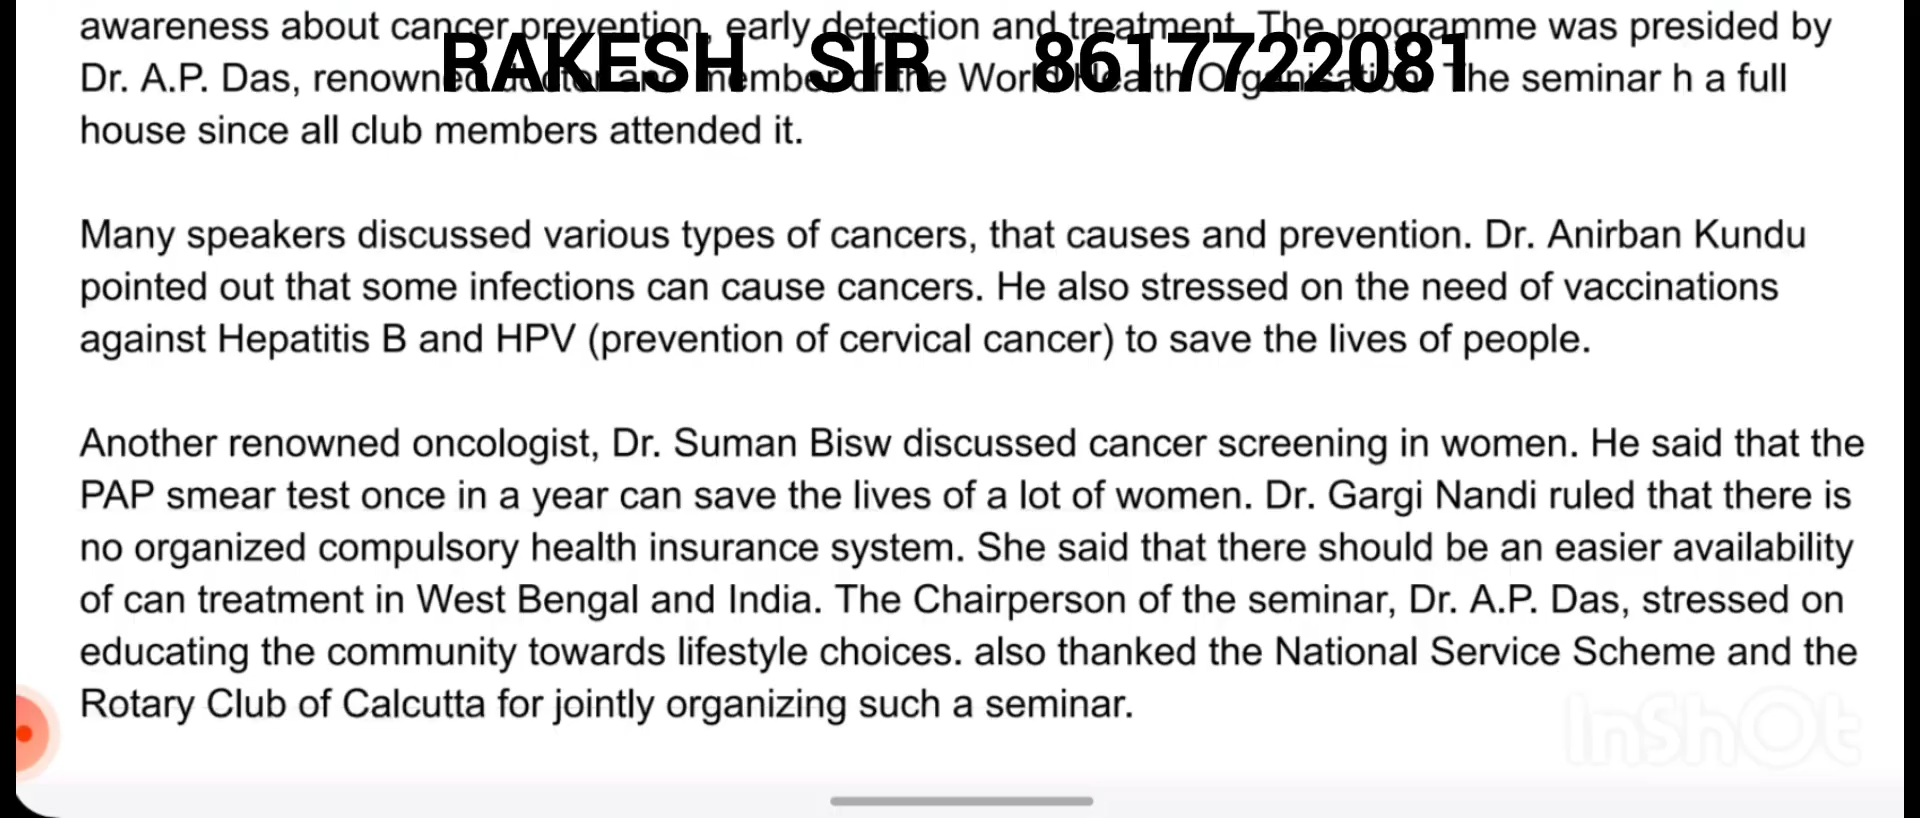 awareness about cancer prevention, early detection and treatment. The programme was presided by
RAKESH SIR 8617722081
Dr. A.P. Das, renowned doctor and member of the World Health Organisation. The seminar h a full
house since all club members attended it.
Many speakers discussed various types of cancers, that causes and prevention. Dr. Anirban Kundu
pointed out that some infections can cause cancers. He also stressed on the need of vaccinations
against Hepatitis B and HPV (prevention of cervical cancer) to save the lives of people.
Another renowned oncologist, Dr. Suman Bisw discussed cancer screening in women. He said that the
PAP smear test once in a year can save the lives of a lot of women. Dr. Gargi Nandi ruled that there is
no organized compulsory health insurance system. She said that there should be an easier availability
of can treatment in West Bengal and India. The Chairperson of the seminar, Dr. A.P. Das, stressed on
educating the community towards lifestyle choices. also thanked the National Service Scheme and the
Rotary Club of Calcutta for jointly organizing such a seminar.
InShOt